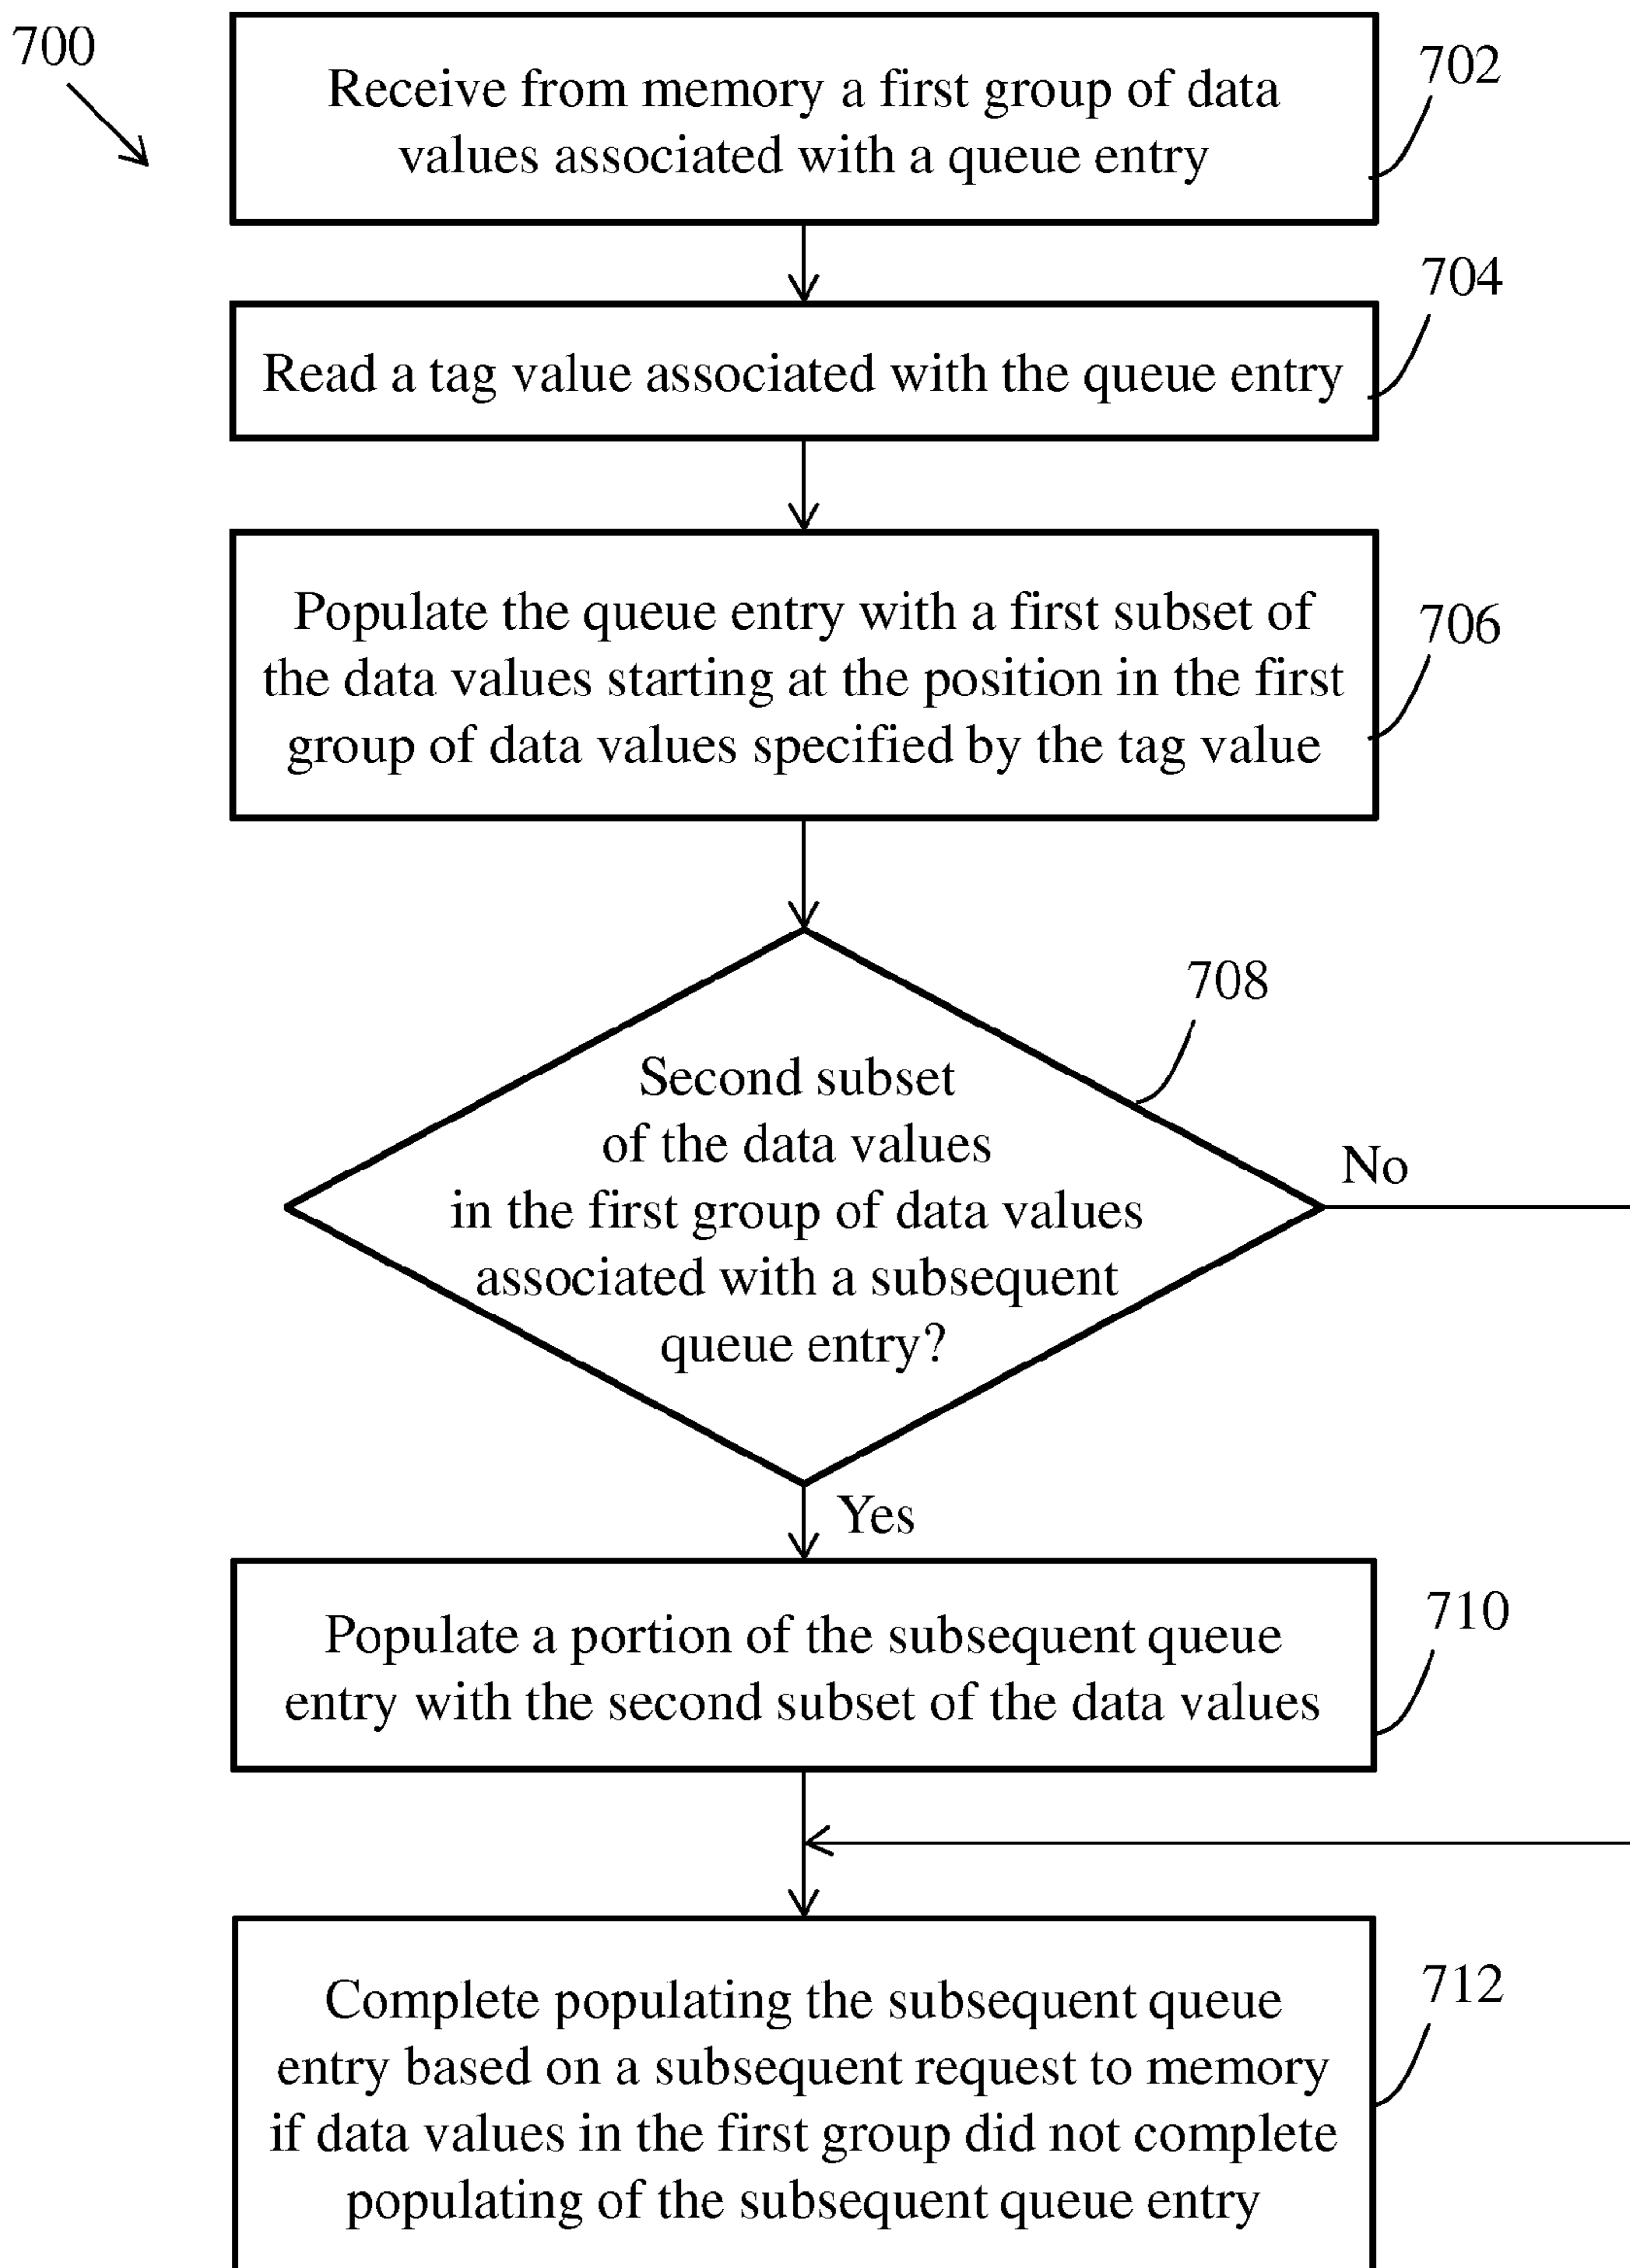 700
702
Receive from memory a first group of data
values associated with a queue entry
704
Read a tag value associated with the queue entry
706
Populate the queue entry with a first subset of
the data values starting at the position in the first
group of data values specified by the tag value
708
Second subset
of the data values
in the first group of data values
associated with a subsequent
queue entry?
No
Yes
710
Populate a portion of the subsequent queue
entry with the second subset of the data values
712
Complete populating the subsequent queue
entry based on a subsequent request to memory
if data values in the first group did not complete
populating of the subsequent queue entry